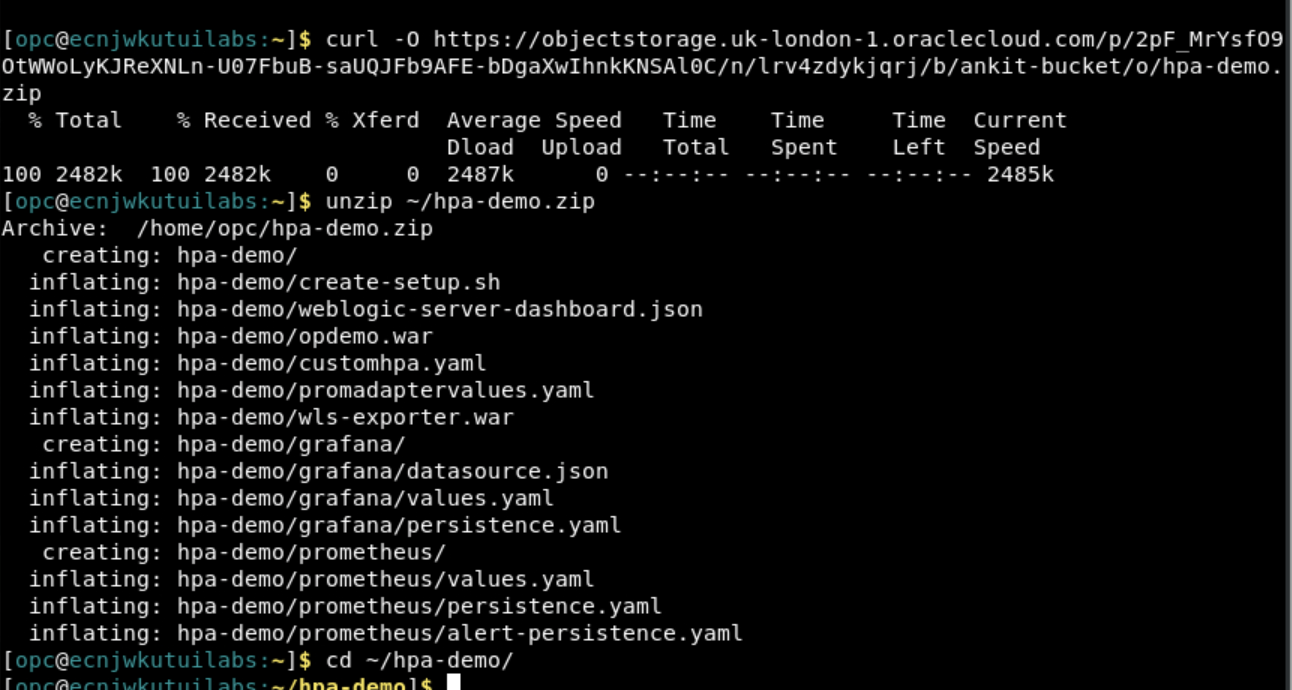 [opc@ecnjwkutuilabs:~]$ curl -O https://objectstorage.uk-london-1.oraclecloud.com/p/2pF_MrYsfO9
OtWWoLyKJReXNLn-U07FbuB-saUQJFb9AFE-bDgaXwIhnkKNSAl0C/n/lrv4zdykjqrj/b/ankit-bucket/o/hpa-demo.
zip
  % Total    % Received % Xferd  Average Speed   Time    Time     Time  Current
                                 Dload  Upload   Total   Spent    Left  Speed
100 2482k  100 2482k    0     0  2487k      0 --:--:-- --:--:-- --:--:-- 2485k
[opc@ecnjwkutuilabs:~]$ unzip ~/hpa-demo.zip
Archive:  /home/opc/hpa-demo.zip
   creating: hpa-demo/
  inflating: hpa-demo/create-setup.sh
  inflating: hpa-demo/weblogic-server-dashboard.json
  inflating: hpa-demo/opdemo.war
  inflating: hpa-demo/customhpa.yaml
  inflating: hpa-demo/promadaptervalues.yaml
  inflating: hpa-demo/wls-exporter.war
   creating: hpa-demo/grafana/
  inflating: hpa-demo/grafana/datasource.json
  inflating: hpa-demo/grafana/values.yaml
  inflating: hpa-demo/grafana/persistence.yaml
   creating: hpa-demo/prometheus/
  inflating: hpa-demo/prometheus/values.yaml
  inflating: hpa-demo/prometheus/persistence.yaml
  inflating: hpa-demo/prometheus/alert-persistence.yaml
[opc@ecnjwkutuilabs:~]$ cd ~/hpa-demo/
[opc@ecnjwkutuilabs:~/hpa-demo]$